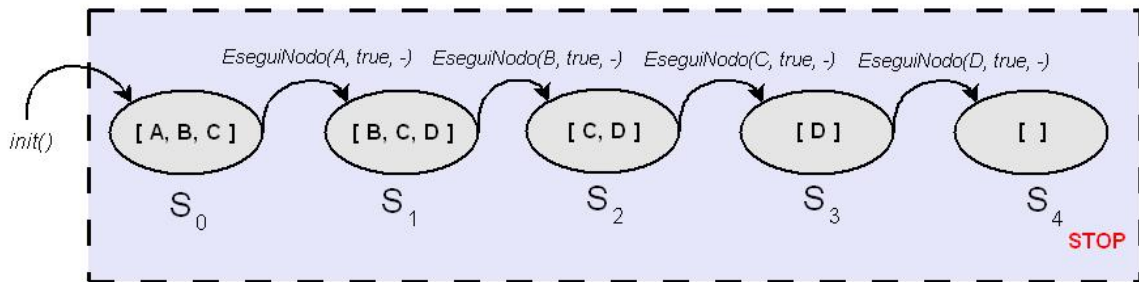 EseguiNodo(A, true, -) EseguiNodo(B, true, -) EseguiNodo(C, true, -) EseguiNodo(D, true, -)
init()
[ A, B, C ] [ B, C, D ] [ C, D ] [ D ] [ ]
S0 S1 S2 S3 S4
STOP